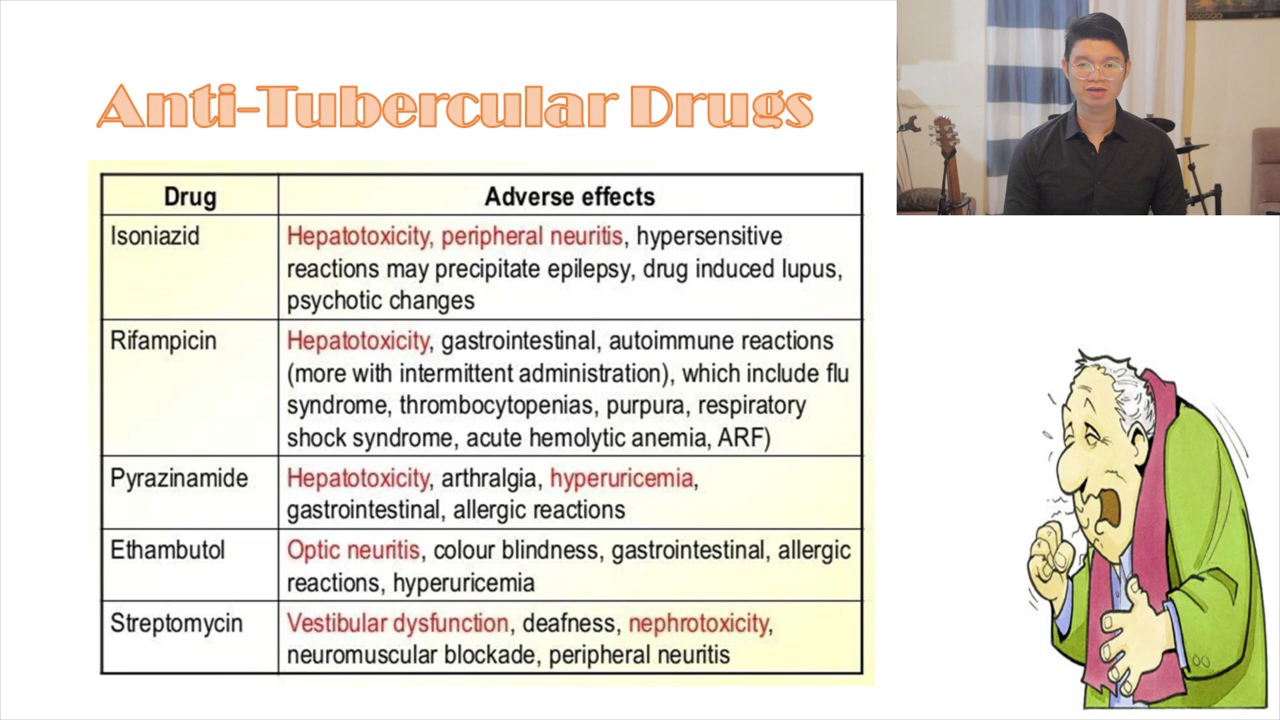 Anti-Tubercular Drugs
Drug
Adverse effects
Isoniazid
Hepatotoxicity, peripheral neuritis, hypersensitive
reactions may precipitate epilepsy, drug induced lupus,
psychotic changes
Rifampicin
Hepatotoxicity, gastrointestinal, autoimmune reactions
(more with intermittent administration), which include flu
syndrome, thrombocytopenias, purpura, respiratory
shock syndrome, acute hemolytic anemia, ARF)
Pyrazinamide
Hepatotoxicity, arthralgia, hyperuricemia,
gastrointestinal, allergic reactions
Ethambutol
Optic neuritis, colour blindness, gastrointestinal, allergic
reactions, hyperuricemia
Streptomycin
Vestibular dysfunction, deafness, nephrotoxicity,
neuromuscular blockade, peripheral neuritis